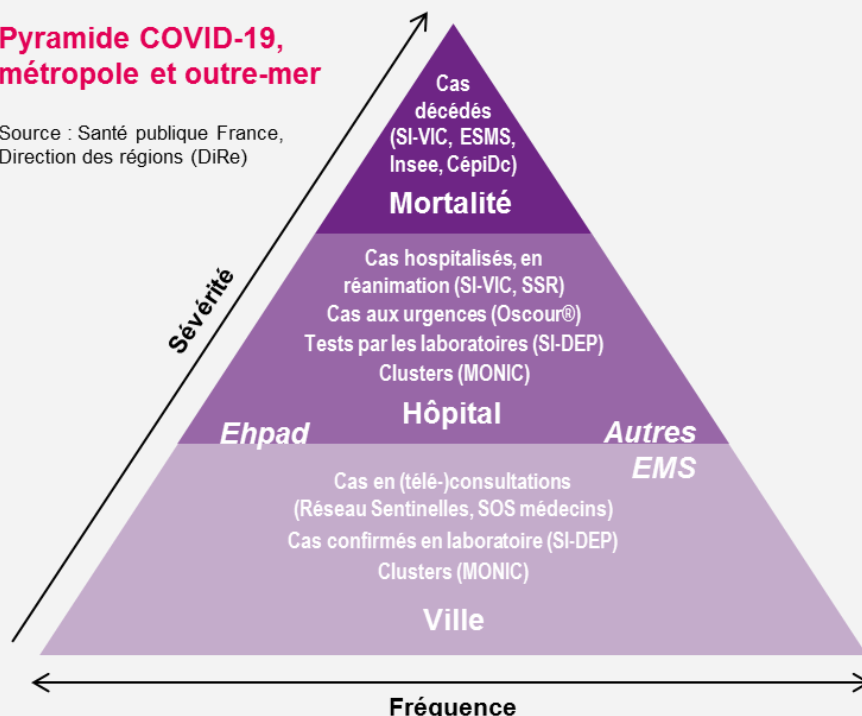 Pyramide COVID-19,
métropole et outre-mer
Source : Santé publique France,
Direction des régions (DiRe)
Cas
décédés
(SI-VIC, ESMS,
Insee, CépiDc)
Mortalité
Sévérité
Cas hospitalisés, en
réanimation (SI-VIC, SSR)
Cas aux urgences (Oscour®)
Tests par les laboratoires (SI-DEP)
Clusters (MONIC)
Hôpital
Ehpad
Autres
EMS
Cas en (télé-)consultations
(Réseau Sentinelles, SOS médecins)
Cas confirmés en laboratoire (SI-DEP)
Clusters (MONIC)
Ville
Fréquence